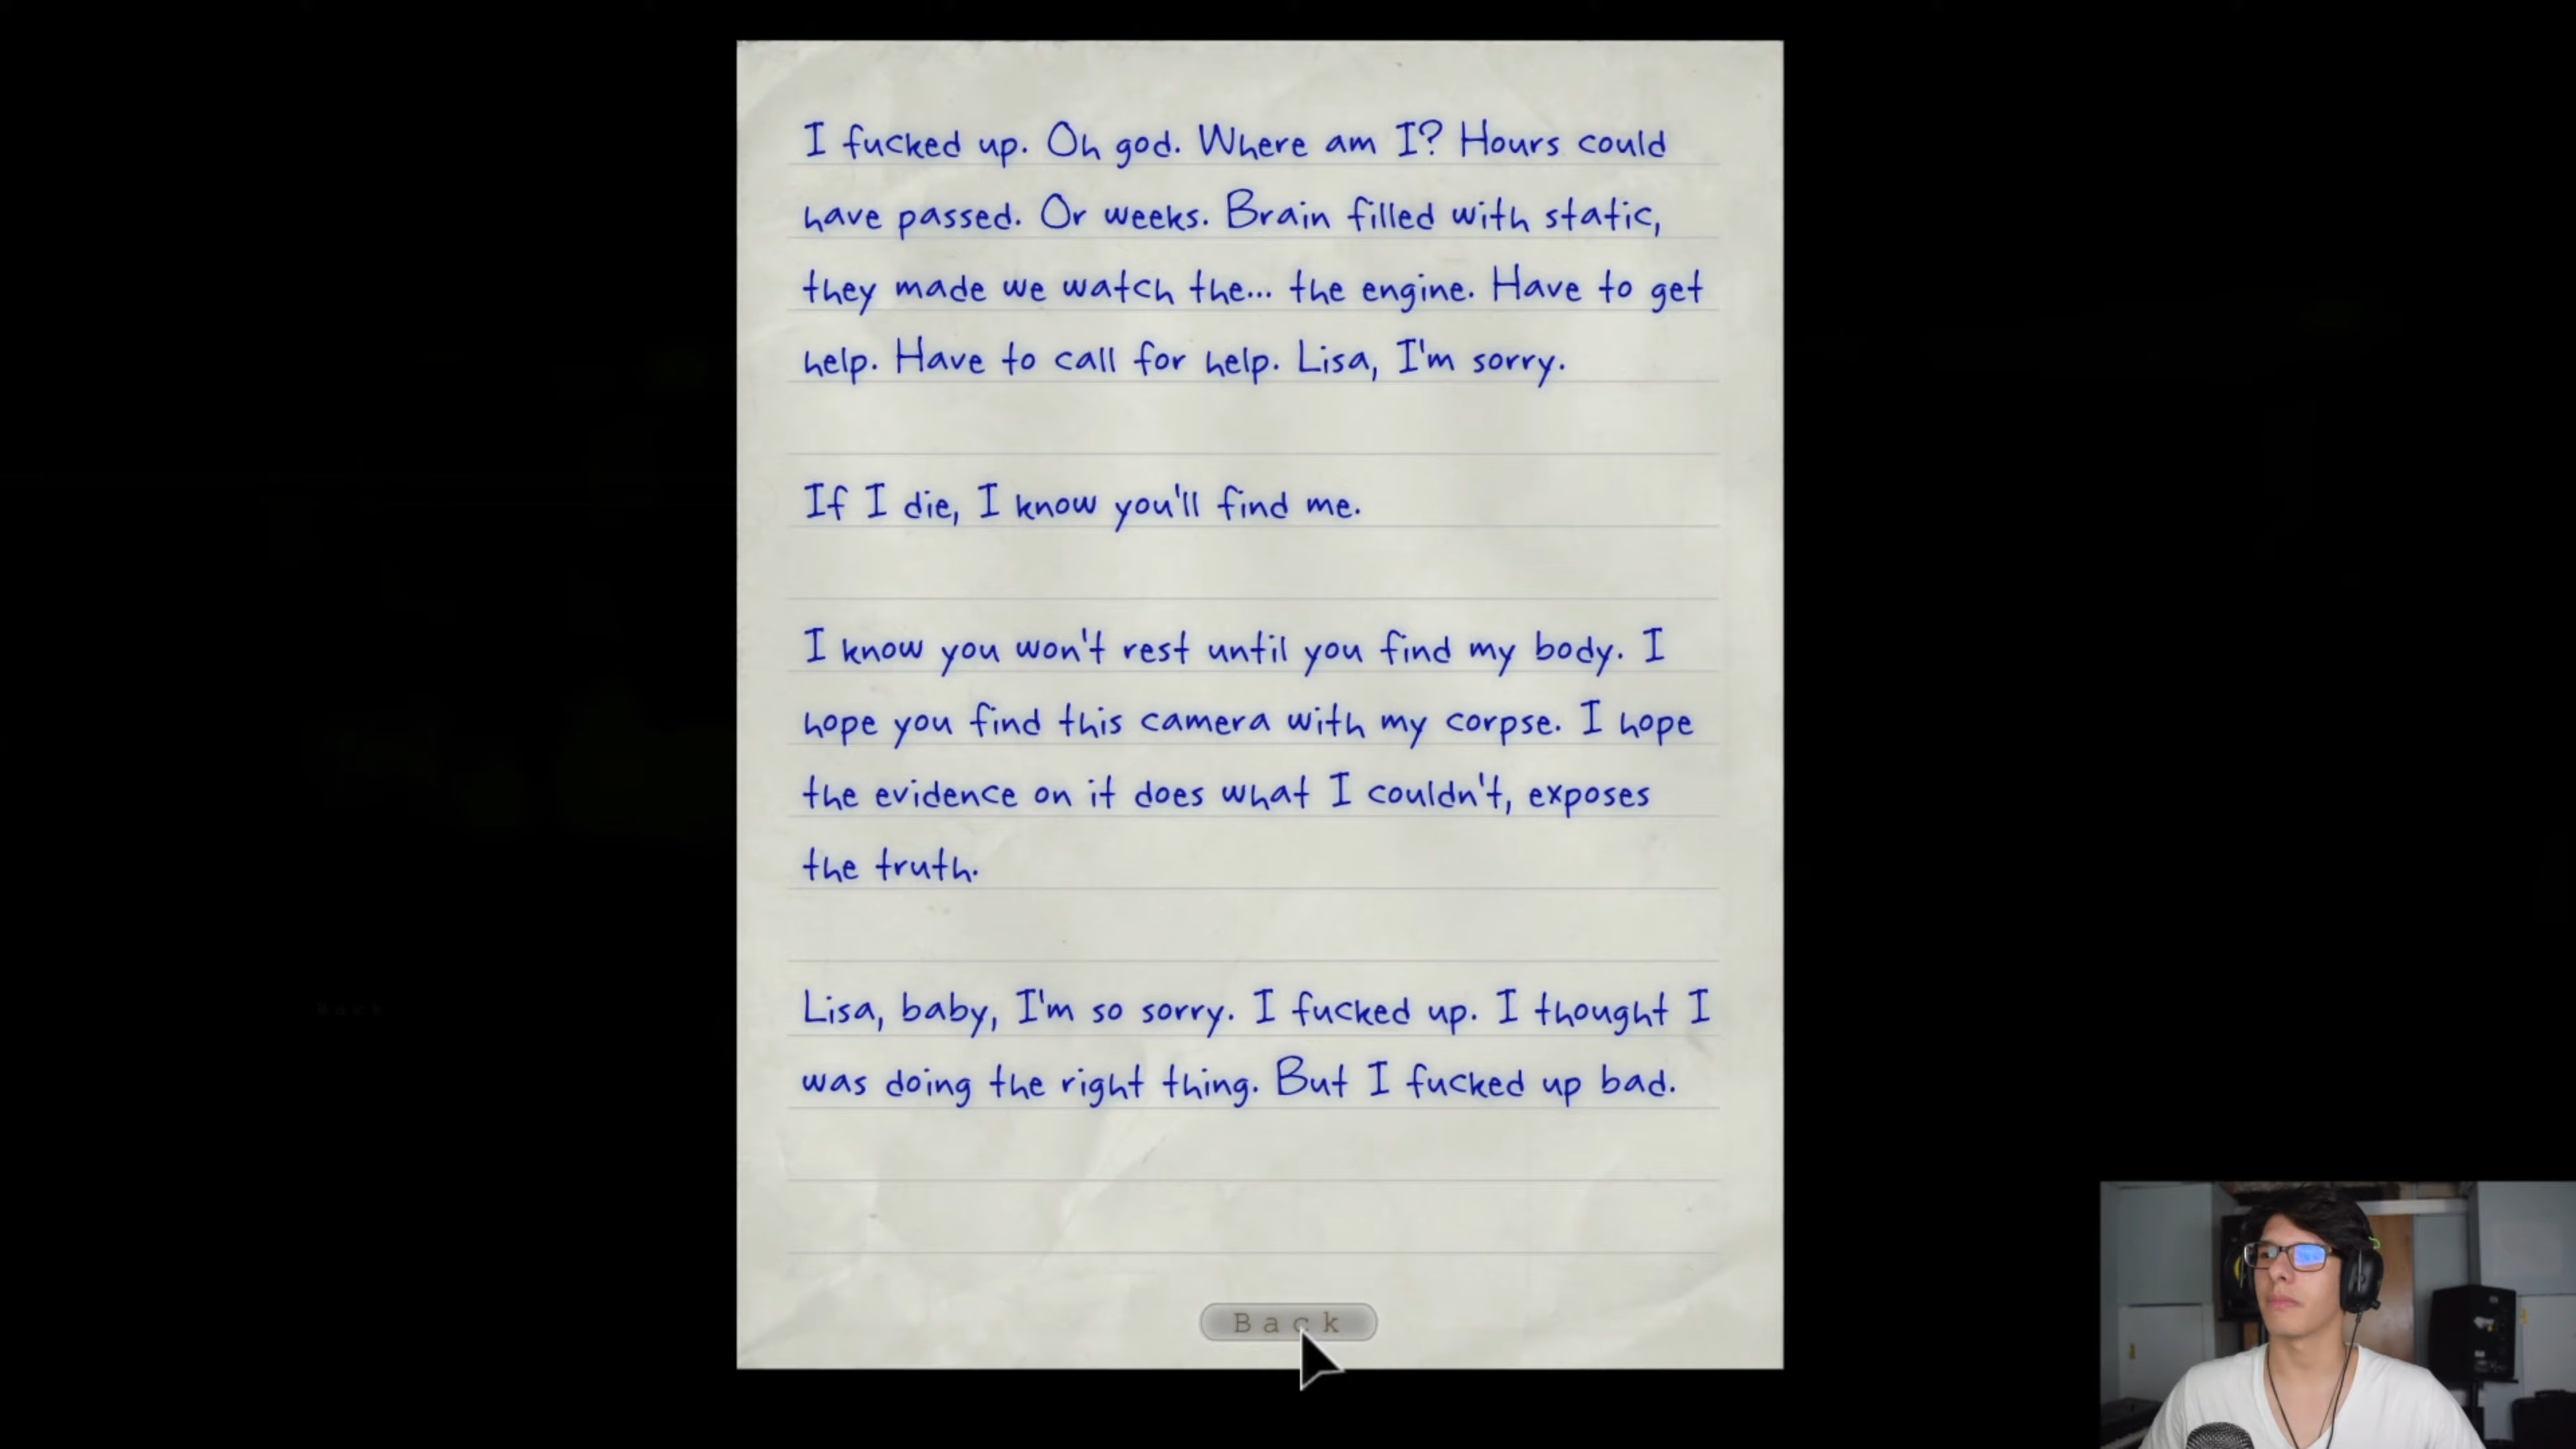 I fucked up. Oh god. Where am I? Hours could
have passed. Or weeks. Brain filled with static,
they made we watch the... the engine. Have to get
help. Have to call for help. Lisa, I'm sorry.
If I die, I know you'll find me.
I know you won't rest until you find my body. I
hope you find this camera with my corpse. I hope
the evidence on it does what I couldn't, exposes
the truth.
Lisa, baby, I'm so sorry. I fucked up. I thought I
was doing the right thing. But I fucked up bad.
Back
Back